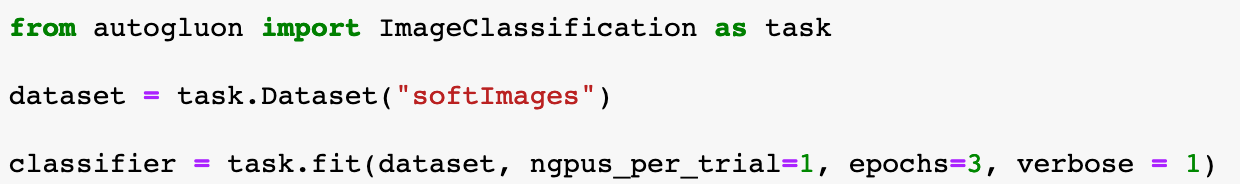 from autogluon import ImageClassification as task
dataset = task.Dataset("softImages")
classifier = task.fit(dataset, ngpus_per_trial=1, epochs=3, verbose = 1)